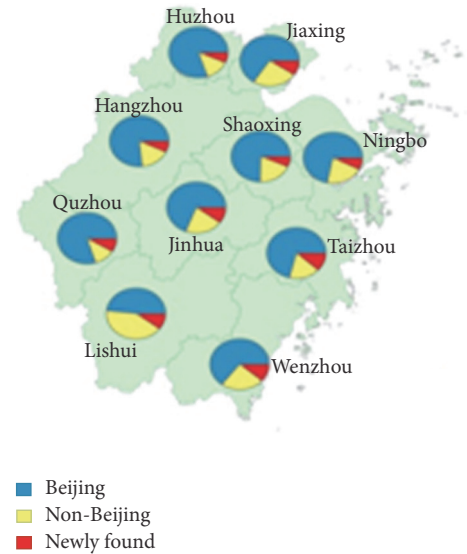 Huzhou
Jiaxing
Hangzhou
Shaoxing
Ningbo
Quzhou
Jinhua
Taizhou
Lishui
Wenzhou
Beijing
Non-Beijing
Newly found